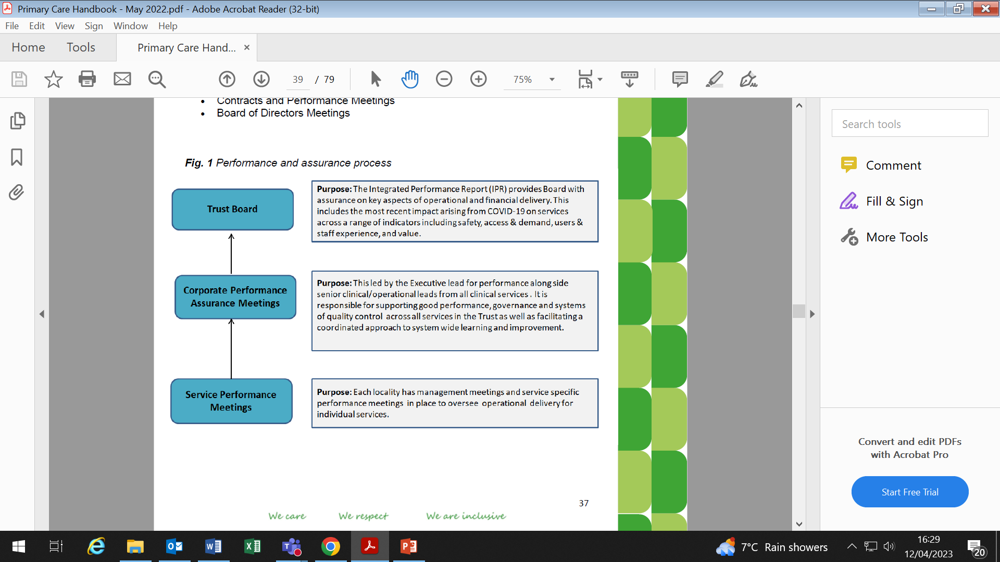 Primary Care Handbook - May 2022.pdf - Adobe Acrobat Reader (32-bit)
File Edit View Sign Window Help
Home Tools Primary Care Hand... ×
39 / 79 75%
• Contracts and Performance Meetings
• Board of Directors Meetings
Fig. 1 Performance and assurance process
Trust Board
Purpose: The Integrated Performance Report (IPR) provides Board with
assurance on key aspects of operational and financial delivery. This
includes the most recent impact arising from COVID-19 on services
across a range of indicators including safety, access & demand, users &
staff experience, and value.
Corporate Performance
Assurance Meetings
Purpose: This led by the Executive lead for performance along side
senior clinical/operational leads from all clinical services . It is
responsible for supporting good performance, governance and systems
of quality control across all services in the Trust as well as facilitating a
coordinated approach to system wide learning and improvement.
Service Performance
Meetings
Purpose: Each locality has management meetings and service specific
performance meetings in place to oversee operational delivery for
individual services.
37
We care We respect We are inclusive
Search tools
Comment
Fill & Sign
More Tools
Convert and edit PDFs
with Acrobat Pro
Start Free Trial
7°C Rain showers
16:29
12/04/2023
20